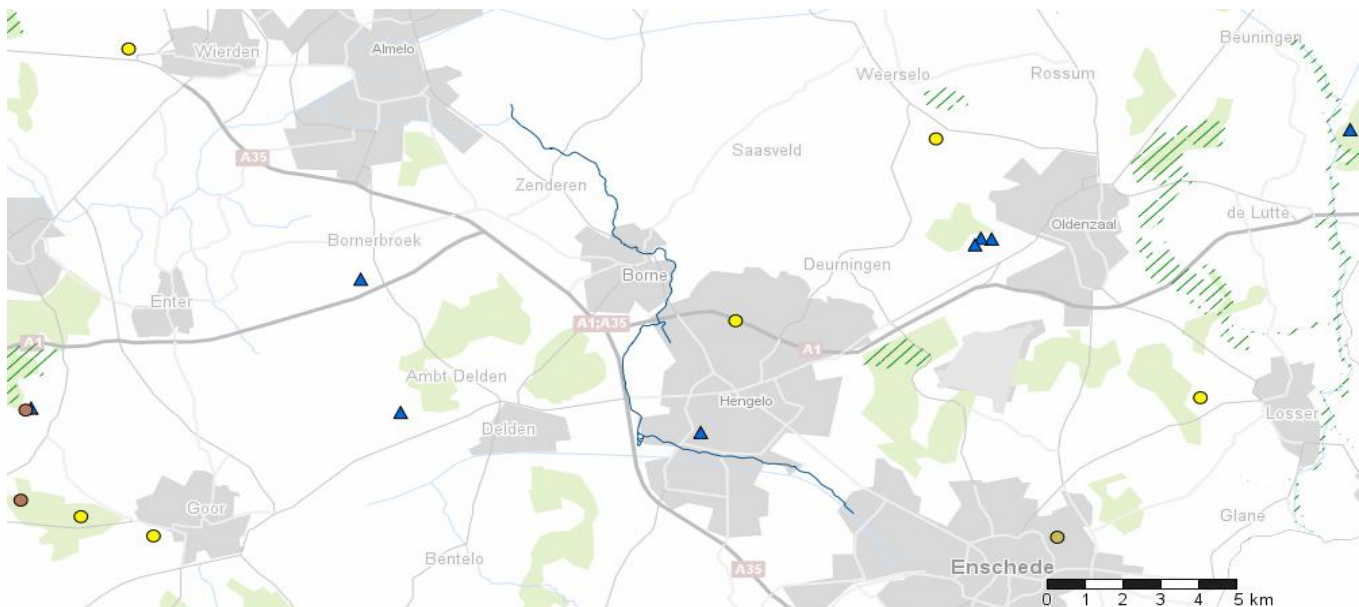 Beuningen
Wierden
Almelo
Weerselo
Rossum
Saasveld
A35
Zenderen
de Lutte
Oldenzaal
Bornerbroek
Deurningen
Borne
Enter
A1;A35
A1
A1
Ambt Delden
Hengelo
Losser
Delden
Goor
Glane
Bentelo
A35
Enschede
0 1 2 3 4 5 km